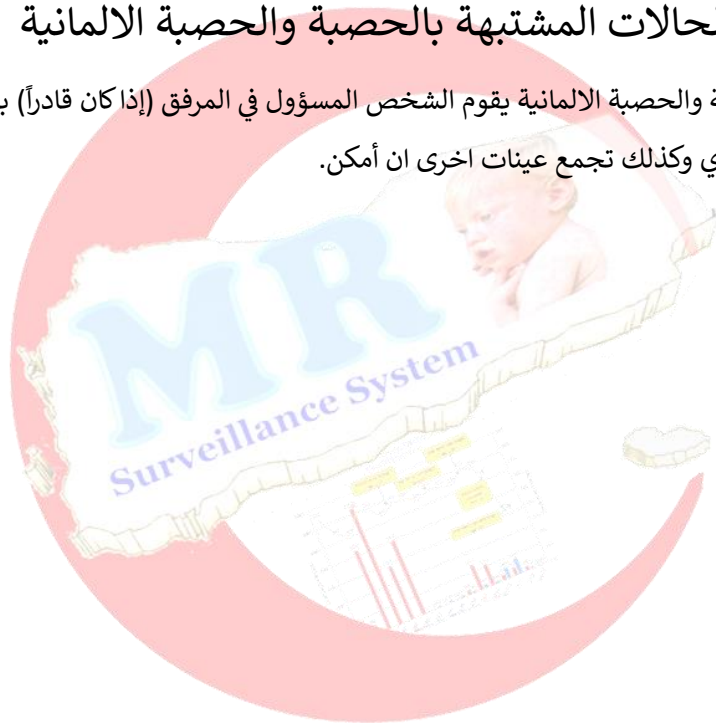 لحالات المشتبهة بالحصبة والحصبة الالمانية
ة والحصبة الالمانية يقوم الشخص المسؤول في المرفق (إذا كان قادراً) ب
ي وكذلك تجمع عينات اخرى ان أمكن.
MR
Surveillance System